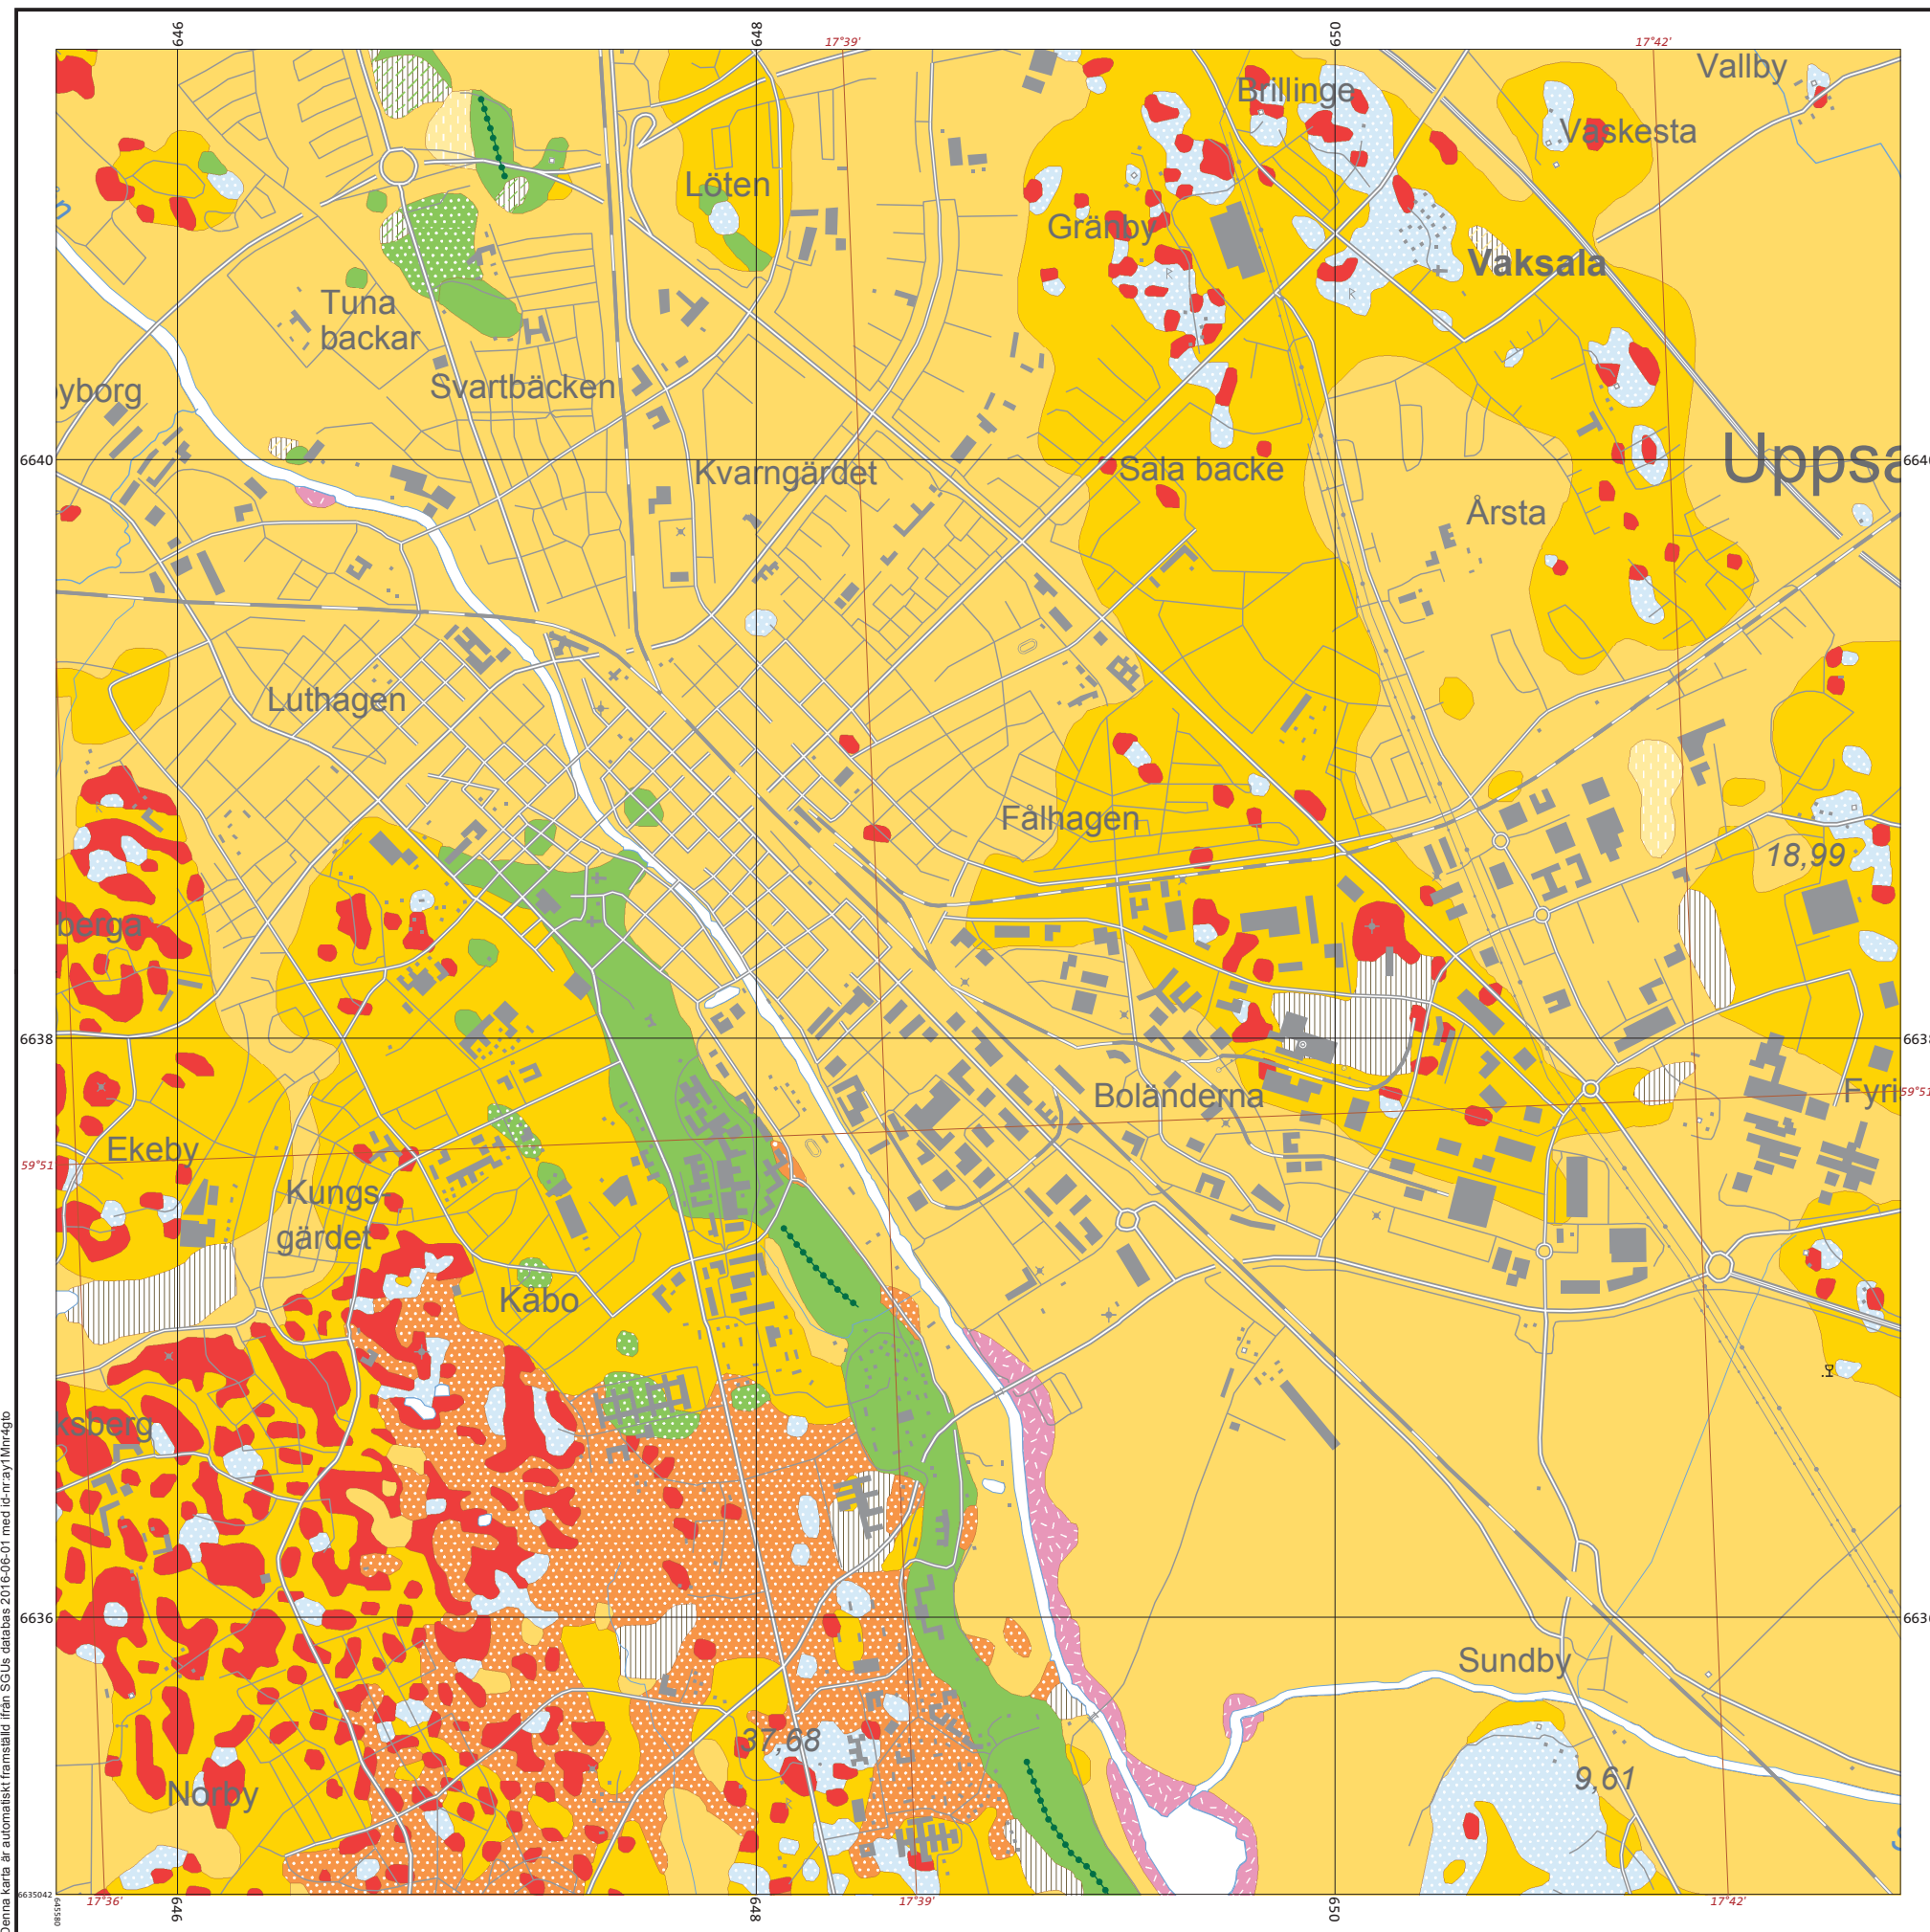 646
648
17°39'
650
17°42'
Vallby
Brillinge
Vaskesta
Löten
Gränby
Vaksala
Tuna
backar
yborg
Svartbäcken
6640
Kvarngärdet
Sala backe
Uppsa
6640
Årsta
Luthagen
Fålhagen
18,99
berga
6638
6638
Boländerna
Fyri
59°51'
Ekeby
59°51'
Kungs-
gärdet
Kåbo
ksberg
6636
6636
Sundby
37,68
9,61
Norby
6635042
645580
17°36'
646
648
17°39'
650
17°42'
Denna karta är automatiskt framställd ifrån SGUs databas 2016-06-01 med id-nr:ay1Mnr4gto